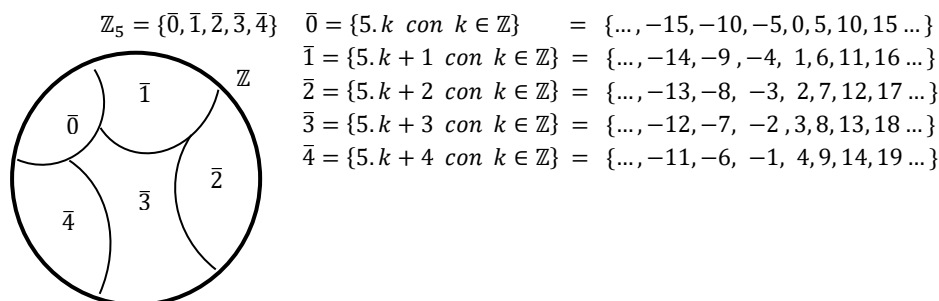 ℤ₅ = {0̅, 1̅, 2̅, 3̅, 4̅} 0̅ = {5. k con k ∈ ℤ} = {… , −15, −10, −5, 0, 5, 10, 15 … }
1̅ = {5. k + 1 con k ∈ ℤ} = {… , −14, −9 , −4, 1, 6, 11, 16 … }
2̅ = {5. k + 2 con k ∈ ℤ} = {… , −13, −8, −3, 2, 7, 12, 17 … }
3̅ = {5. k + 3 con k ∈ ℤ} = {… , −12, −7, −2 , 3, 8, 13, 18 … }
4̅ = {5. k + 4 con k ∈ ℤ} = {… , −11, −6, −1, 4, 9, 14, 19 … }
ℤ
1̅
0̅
2̅
3̅
4̅